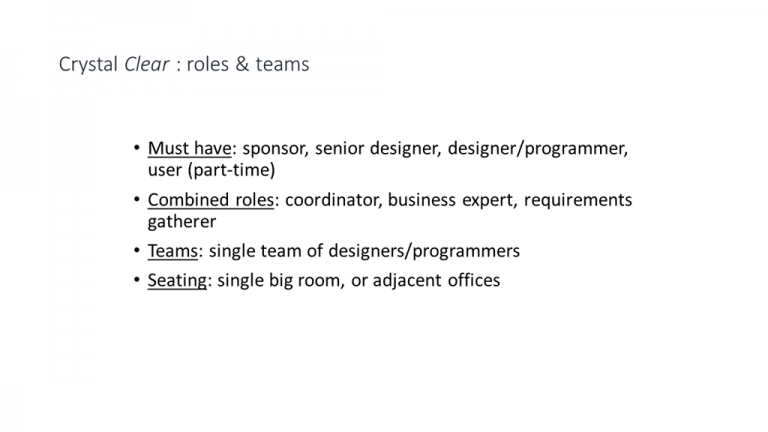 Crystal Clear : roles & teams
• Must have: sponsor, senior designer, designer/programmer,
user (part-time)
• Combined roles: coordinator, business expert, requirements
gatherer
• Teams: single team of designers/programmers
• Seating: single big room, or adjacent offices